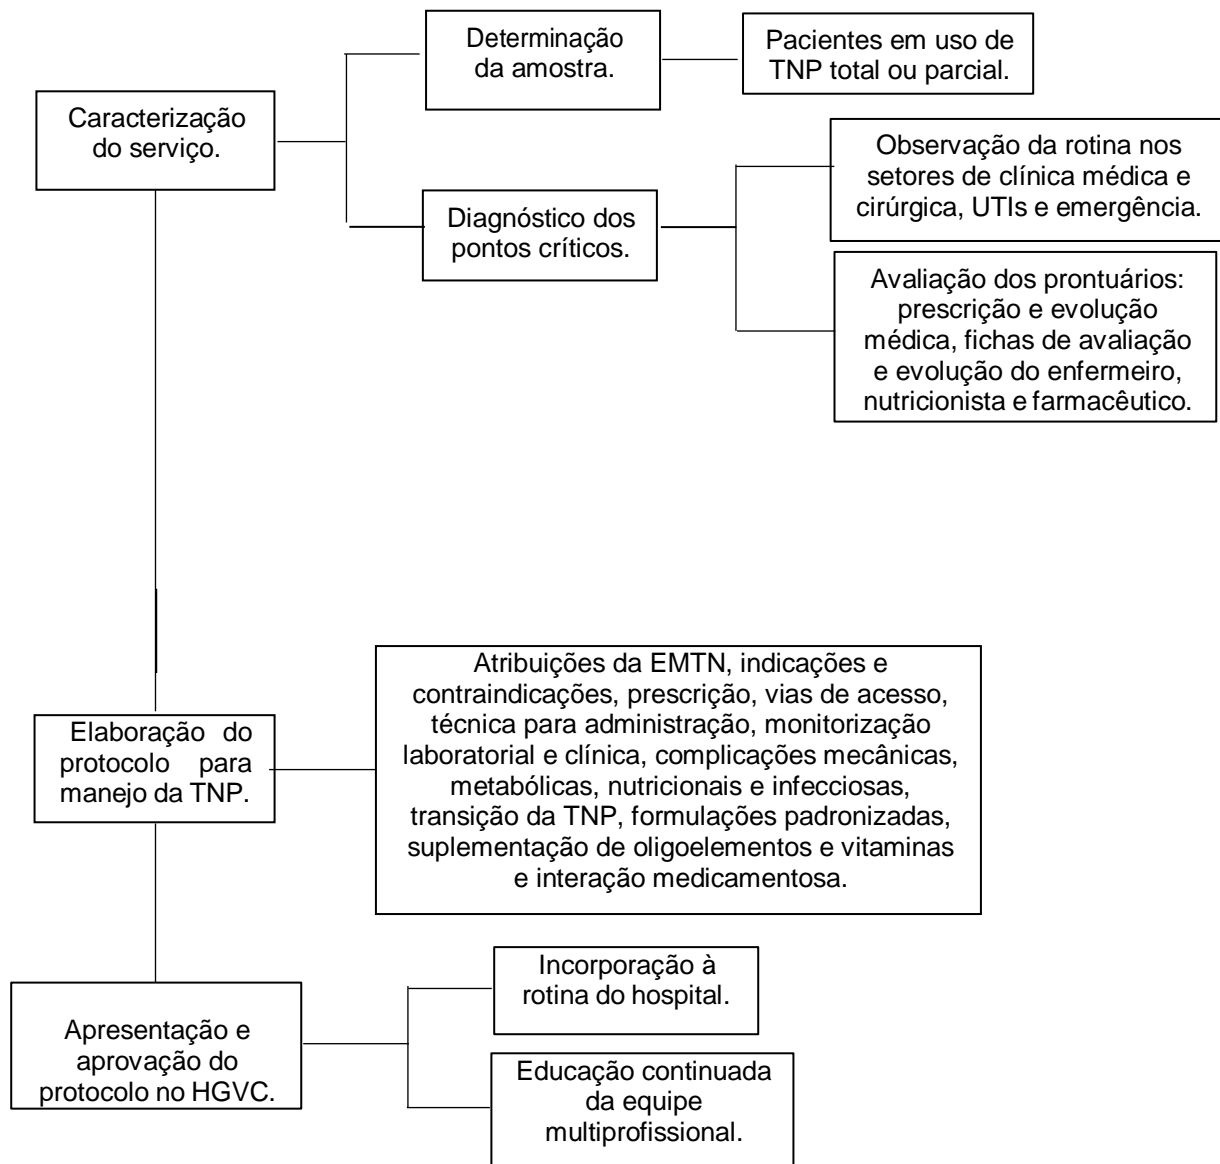 Determinação
da amostra.
Pacientes em uso de
TNP total ou parcial.
Caracterização
do serviço.
Observação da rotina nos
setores de clínica médica e
cirúrgica, UTIs e emergência.
Diagnóstico dos
pontos críticos.
Avaliação dos prontuários:
prescrição e evolução
médica, fichas de avaliação
e evolução do enfermeiro,
nutricionista e farmacêutico.
Atribuições da EMTN, indicações e
contraindicações, prescrição, vias de acesso,
técnica para administração, monitorização
laboratorial e clínica, complicações mecânicas,
metabólicas, nutricionais e infecciosas,
transição da TNP, formulações padronizadas,
suplementação de oligoelementos e vitaminas
e interação medicamentosa.
Elaboração do
protocolo para
manejo da TNP.
Incorporação à
rotina do hospital.
Apresentação e
aprovação do
protocolo no HGVC.
Educação continuada
da equipe
multiprofissional.